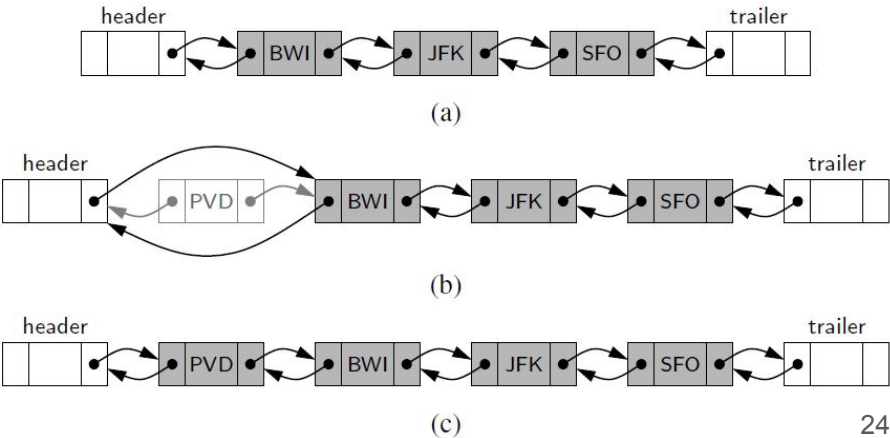 header trailer
BWI JFK SFO
(a)
header trailer
PVD BWI JFK SFO
(b)
header trailer
PVD BWI JFK SFO
(c)
24